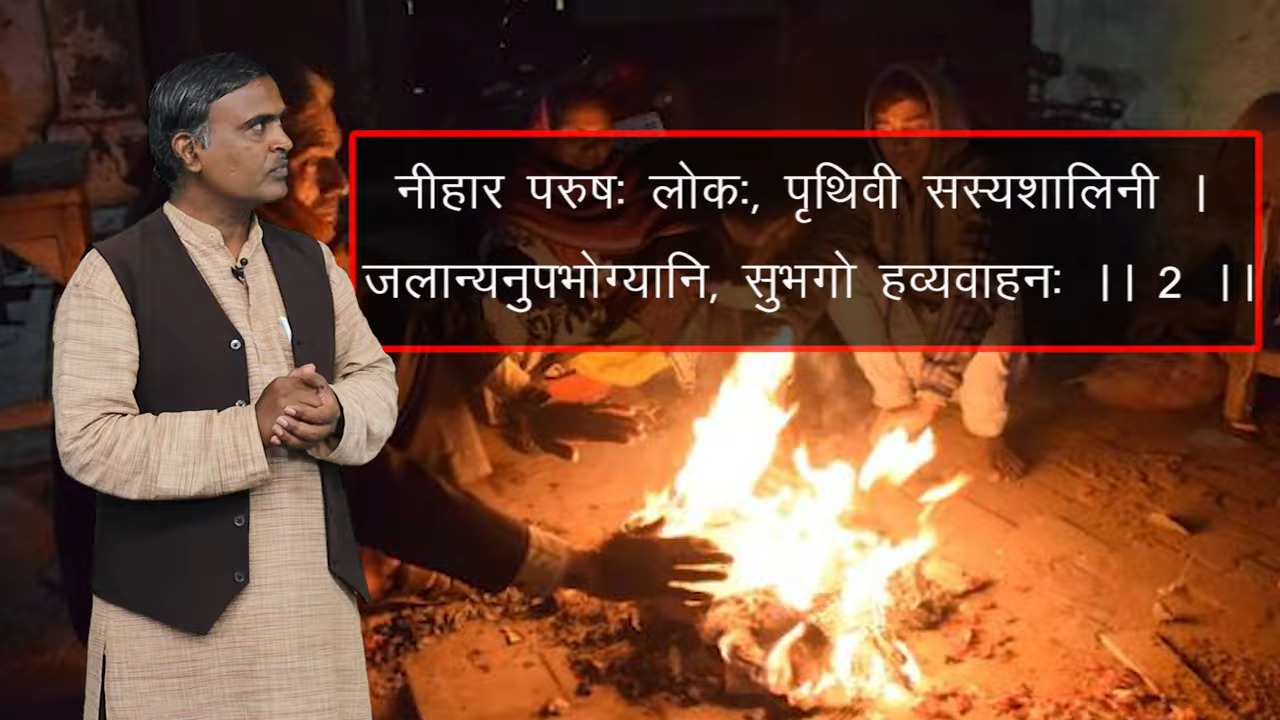 नीहार परुषः लोकः, पृथिवी सस्यशालिनी ।
जलान्यनुपभोग्यानि, सुभगो हव्यवाहनः ।। 2 ।।